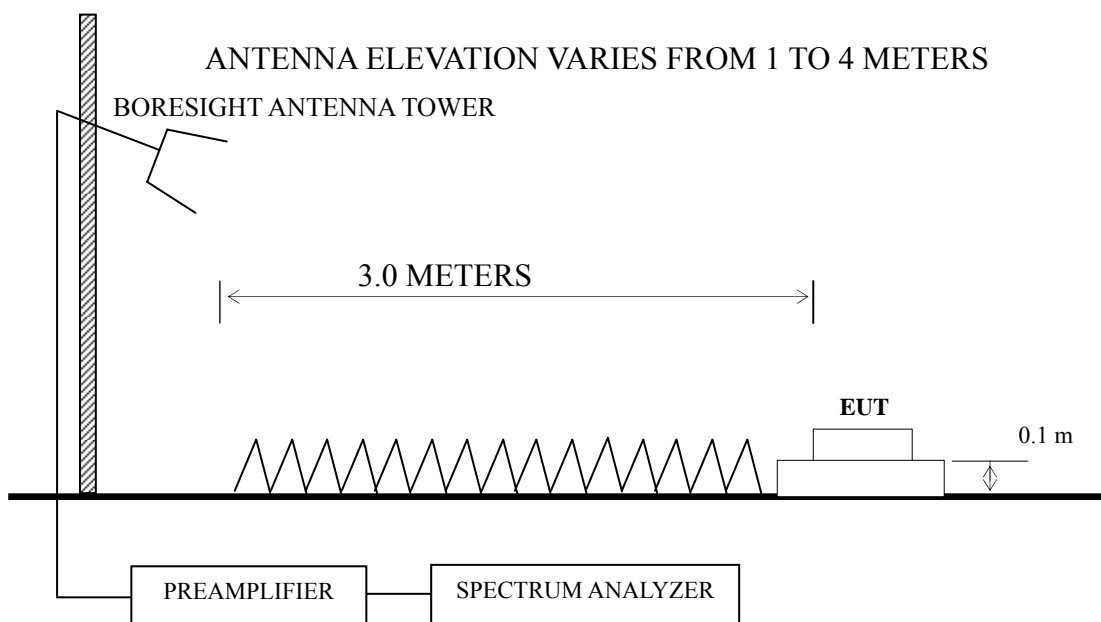 ANTENNA ELEVATION VARIES FROM 1 TO 4 METERS
BORESIGHT ANTENNA TOWER
3.0 METERS
EUT
0.1 m
PREAMPLIFIER
SPECTRUM ANALYZER